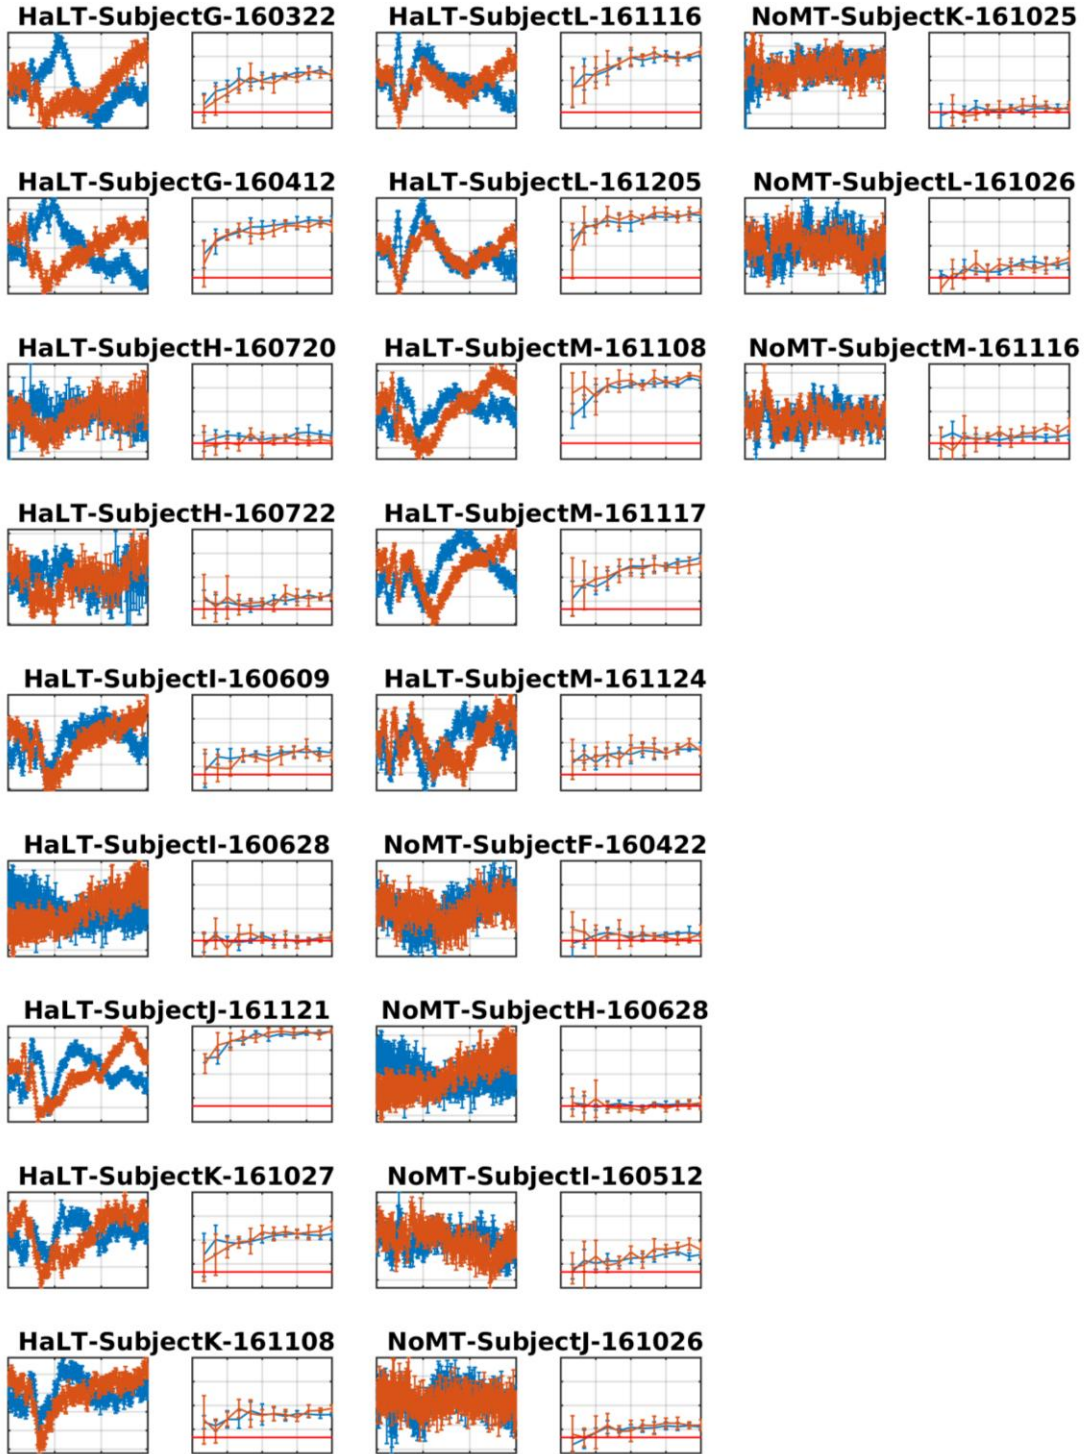 HaLT-SubjectG-160322
HaLT-SubjectL-161116
NoMT-SubjectK-161025
HaLT-SubjectG-160412
HaLT-SubjectL-161205
NoMT-SubjectL-161026
HaLT-SubjectH-160720
HaLT-SubjectM-161108
NoMT-SubjectM-161116
HaLT-SubjectH-160722
HaLT-SubjectM-161117
HaLT-SubjectI-160609
HaLT-SubjectM-161124
HaLT-SubjectI-160628
NoMT-SubjectF-160422
HaLT-SubjectJ-161121
NoMT-SubjectH-160628
HaLT-SubjectK-161027
NoMT-SubjectI-160512
HaLT-SubjectK-161108
NoMT-SubjectJ-161026